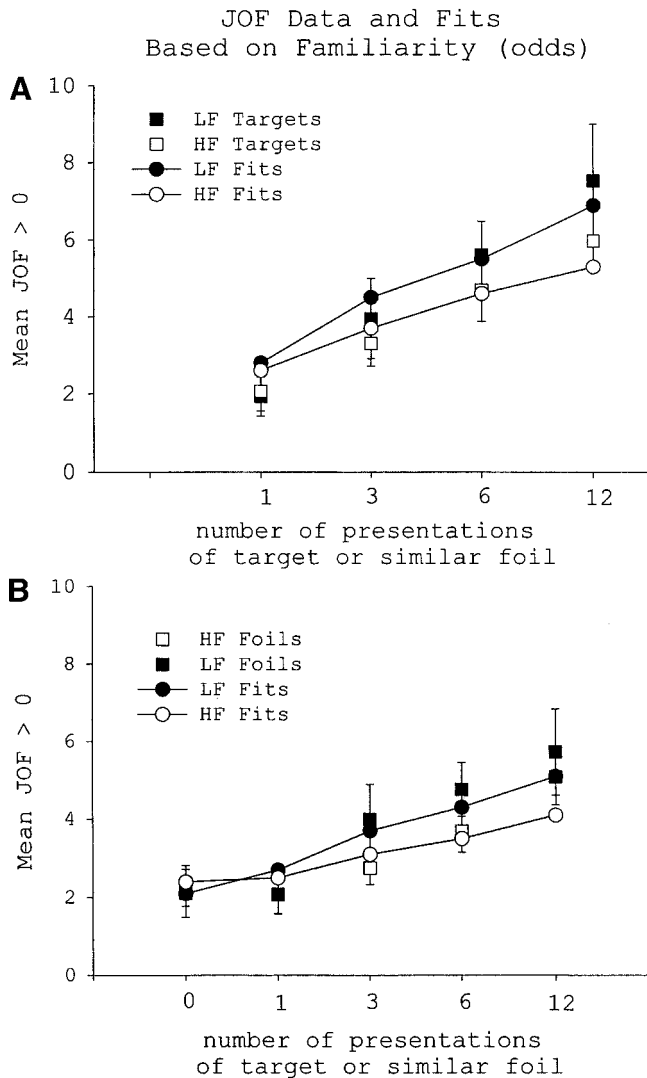 JOF Data and Fits
Based on Familiarity (odds)
A
10
8
6
4
2
0
Mean JOF > 0
LF Targets
HF Targets
LF Fits
HF Fits
1 3 6 12
number of presentations
of target or similar foil
B
10
8
6
4
2
0
Mean JOF > 0
HF Foils
LF Foils
LF Fits
HF Fits
0 1 3 6 12
number of presentations
of target or similar foil